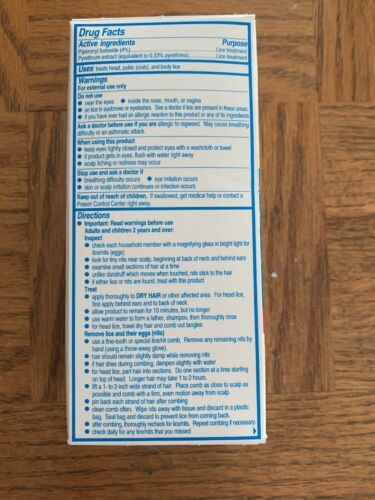 Drug Facts
Active ingredients Purpose
Piperonyl butoxide (4%) Lice treatment
Pyrethrum extract (equivalent to 0.33% pyrethrins) Lice treatment
Uses treats head, pubic (crab), and body lice
Warnings
For external use only
Do not use
• near the eyes • inside the nose, mouth, or vagina
• on lice in eyebrows or eyelashes. See a doctor if lice are present in these areas.
• if you have ever had an allergic reaction to this product or any of its ingredients
Ask a doctor before use if you are allergic to ragweed. May cause breathing
difficulty or an asthmatic attack.
When using this product
• keep eyes tightly closed and protect eyes with a washcloth or towel
• if product gets in eyes, flush with water right away
• scalp itching or redness may occur
Stop use and ask a doctor if
• breathing difficulty occurs • eye irritation occurs
• skin or scalp irritation continues or infection occurs
Keep out of reach of children. If swallowed, get medical help or contact a
Poison Control Center right away.
Directions
• Important: Read warnings before use
Adults and children 2 years and over:
Inspect
• check each household member with a magnifying glass in bright light for
lice/nits (eggs)
• look for tiny nits near scalp, beginning at back of neck and behind ears
• examine small sections of hair at a time
• unlike dandruff which moves when touched, nits stick to the hair
• if either lice or nits are found, treat with this product
Treat
• apply thoroughly to DRY HAIR or other affected area. For head lice,
first apply behind ears and to back of neck
• allow product to remain for 10 minutes, but no longer
• use warm water to form a lather, shampoo, then thoroughly rinse
• for head lice, towel dry hair and comb out tangles
Remove lice and their eggs (nits)
• use a fine-tooth or special lice/nit comb. Remove any remaining nits by
hand (using a throw-away glove).
• hair should remain slightly damp while removing nits
• if hair dries during combing, dampen slightly with water
• for head lice, part hair into sections. Do one section at a time starting
on top of head. Longer hair may take 1 to 2 hours.
• lift a 1- to 2-inch wide strand of hair. Place comb as close to scalp as
possible and comb with a firm, even motion away from scalp.
• pin back each strand of hair after combing
• clean comb often. Wipe nits away with tissue and discard in a plastic
bag. Seal bag and discard to prevent lice from coming back.
• after combing, thoroughly recheck for lice/nits. Repeat combing if necessary.
• check daily for any lice/nits that you missed